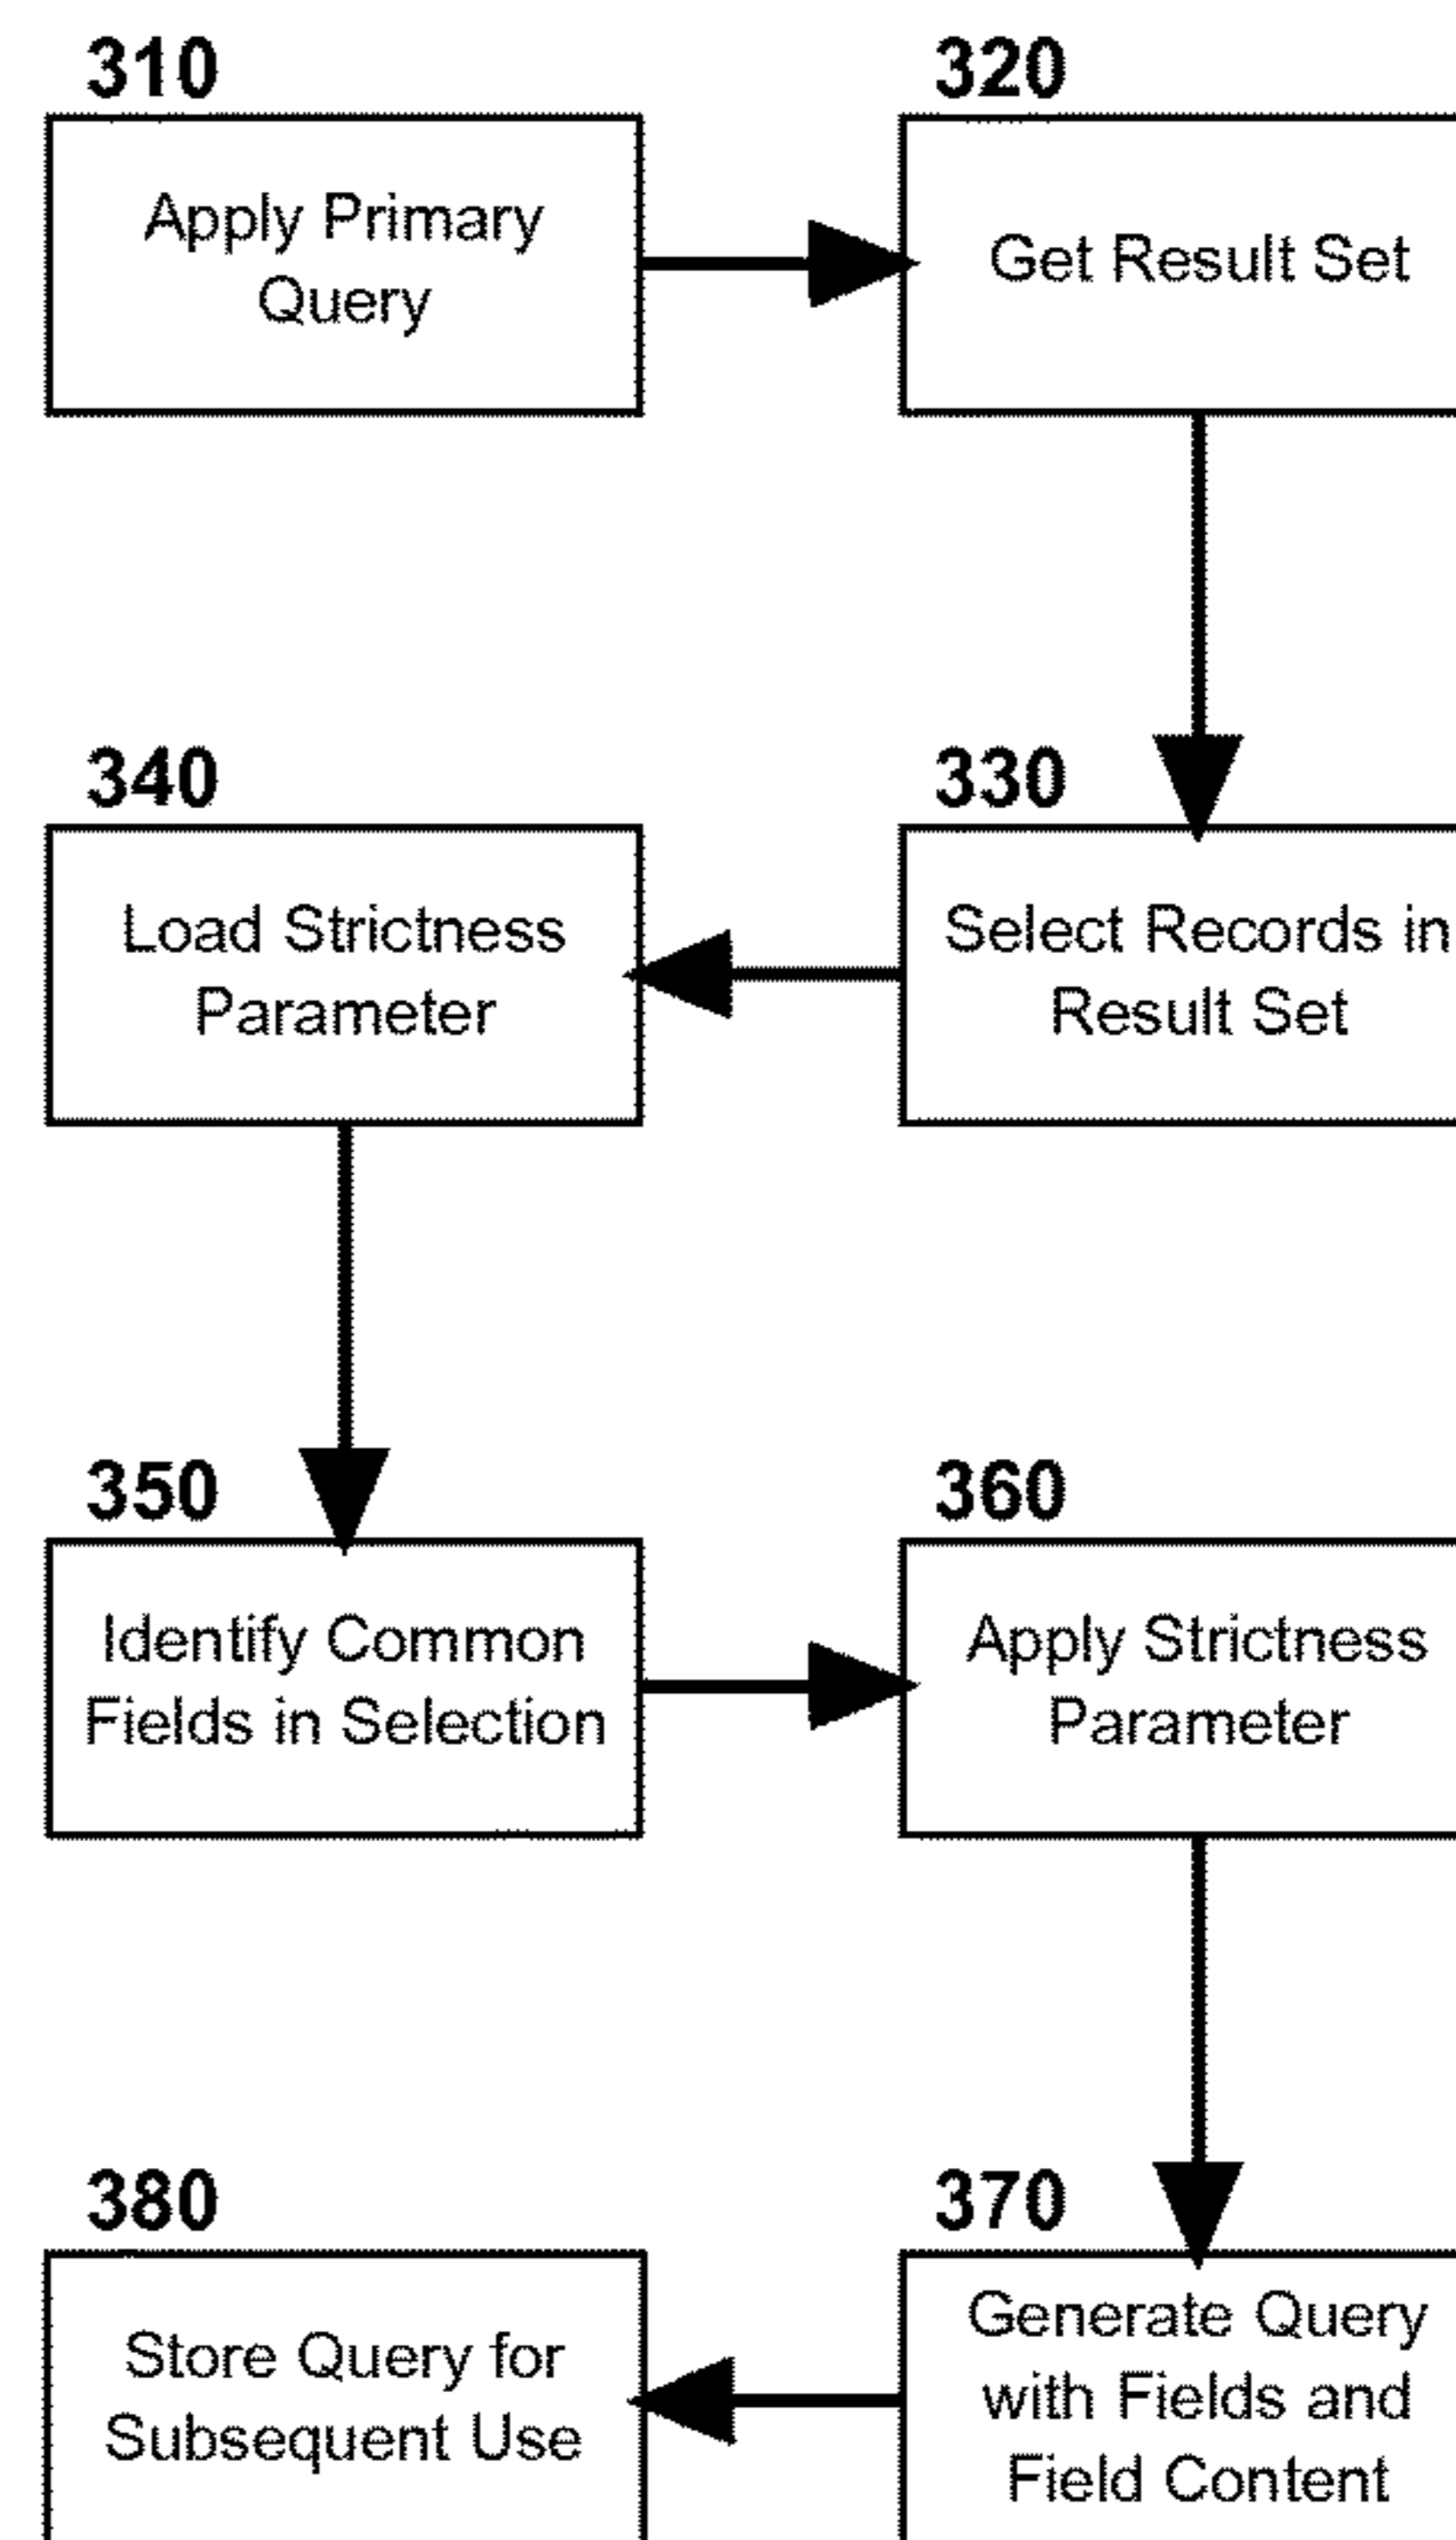 310
Apply Primary
Query
320
Get Result Set
340
Load Strictness
Parameter
330
Select Records in
Result Set
350
Identify Common
Fields in Selection
360
Apply Strictness
Parameter
380
Store Query for
Subsequent Use
370
Generate Query
with Fields and
Field Content